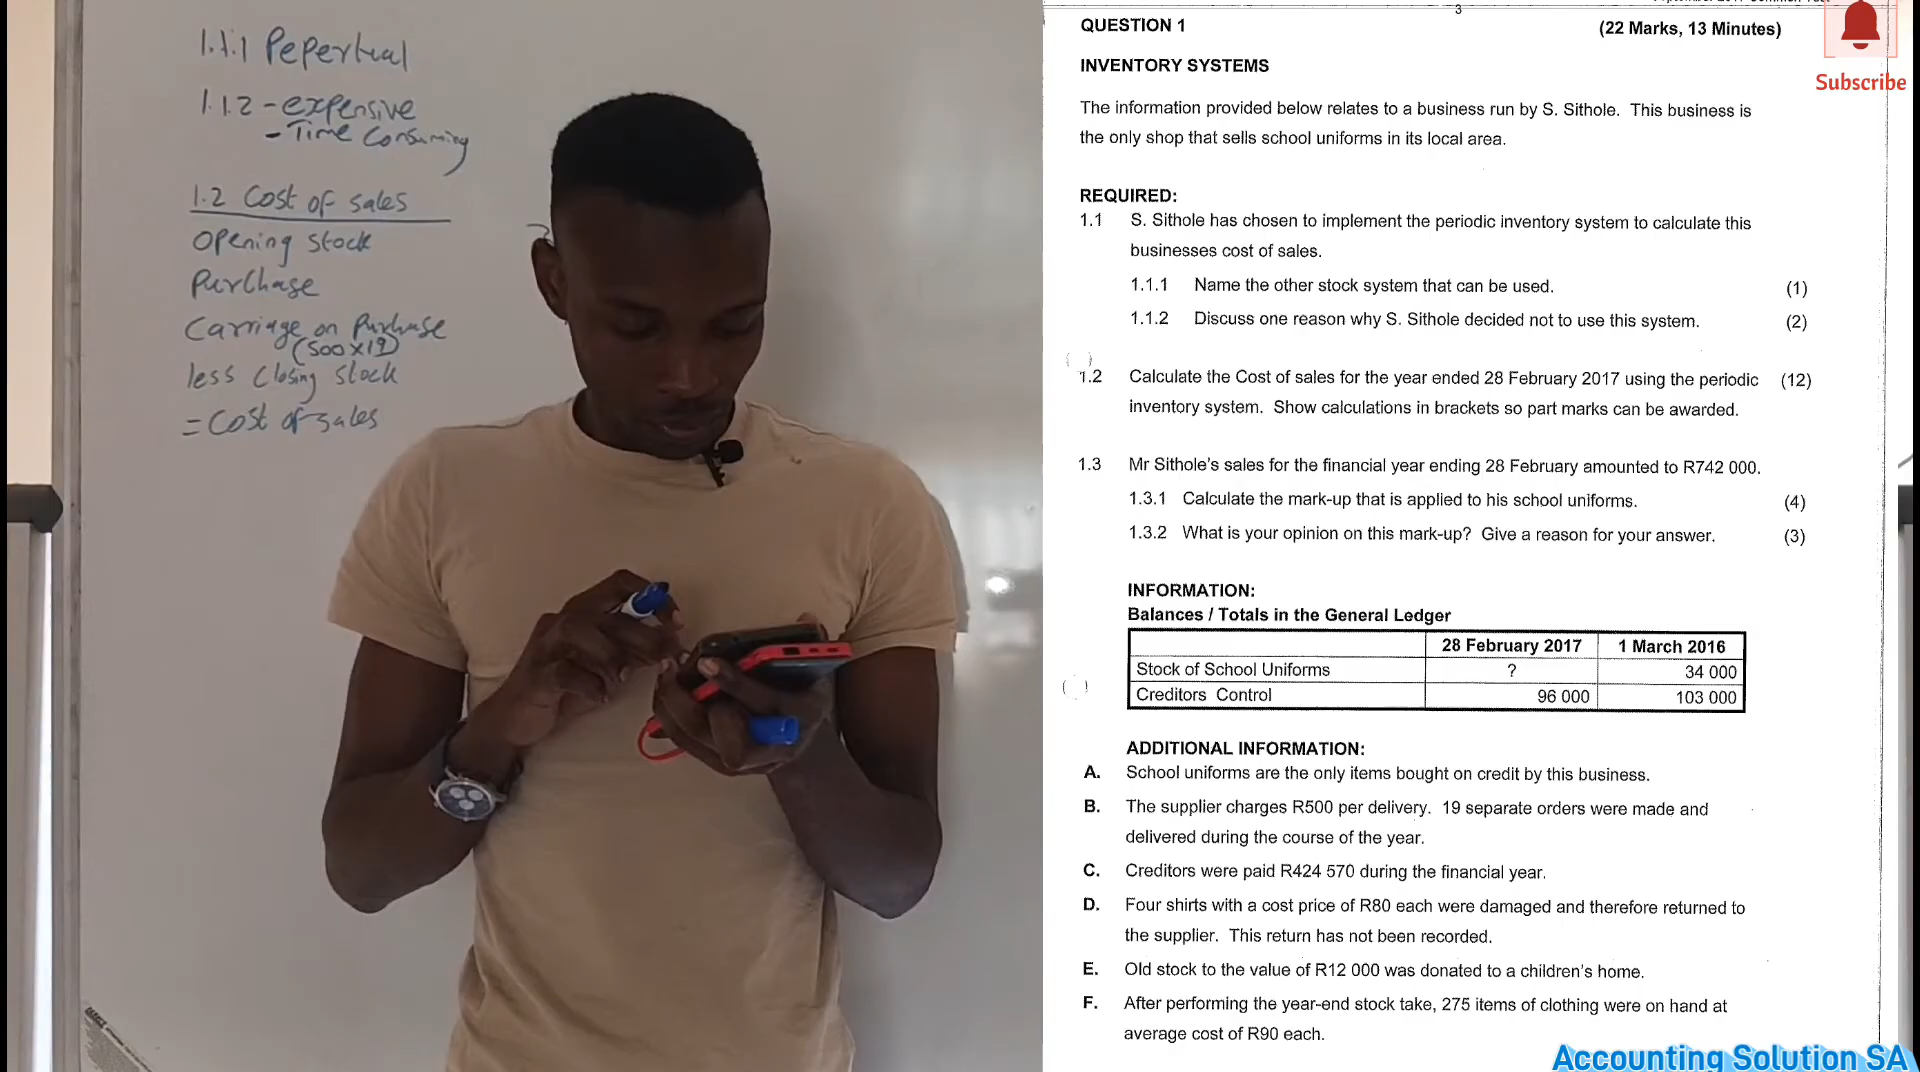 1.1.1 Pepertual
1.1.2 - expensive
- Time Consuming
1.2 Cost of sales
Opening stock
Purchase
Carriage on Purchase
(500x19)
less Closing stock
= Cost of sales
3
QUESTION 1
(22 Marks, 13 Minutes)
Subscribe
INVENTORY SYSTEMS
The information provided below relates to a business run by S. Sithole. This business is
the only shop that sells school uniforms in its local area.
REQUIRED:
1.1 S. Sithole has chosen to implement the periodic inventory system to calculate this
businesses cost of sales.
1.1.1 Name the other stock system that can be used. (1)
1.1.2 Discuss one reason why S. Sithole decided not to use this system. (2)
1.2 Calculate the Cost of sales for the year ended 28 February 2017 using the periodic (12)
inventory system. Show calculations in brackets so part marks can be awarded.
1.3 Mr Sithole's sales for the financial year ending 28 February amounted to R742 000.
1.3.1 Calculate the mark-up that is applied to his school uniforms. (4)
1.3.2 What is your opinion on this mark-up? Give a reason for your answer. (3)
INFORMATION:
Balances / Totals in the General Ledger
28 February 2017 1 March 2016
Stock of School Uniforms ? 34 000
Creditors Control 96 000 103 000
ADDITIONAL INFORMATION:
A. School uniforms are the only items bought on credit by this business.
B. The supplier charges R500 per delivery. 19 separate orders were made and
delivered during the course of the year.
C. Creditors were paid R424 570 during the financial year.
D. Four shirts with a cost price of R80 each were damaged and therefore returned to
the supplier. This return has not been recorded.
E. Old stock to the value of R12 000 was donated to a children's home.
F. After performing the year-end stock take, 275 items of clothing were on hand at
average cost of R90 each.
Accounting Solution SA